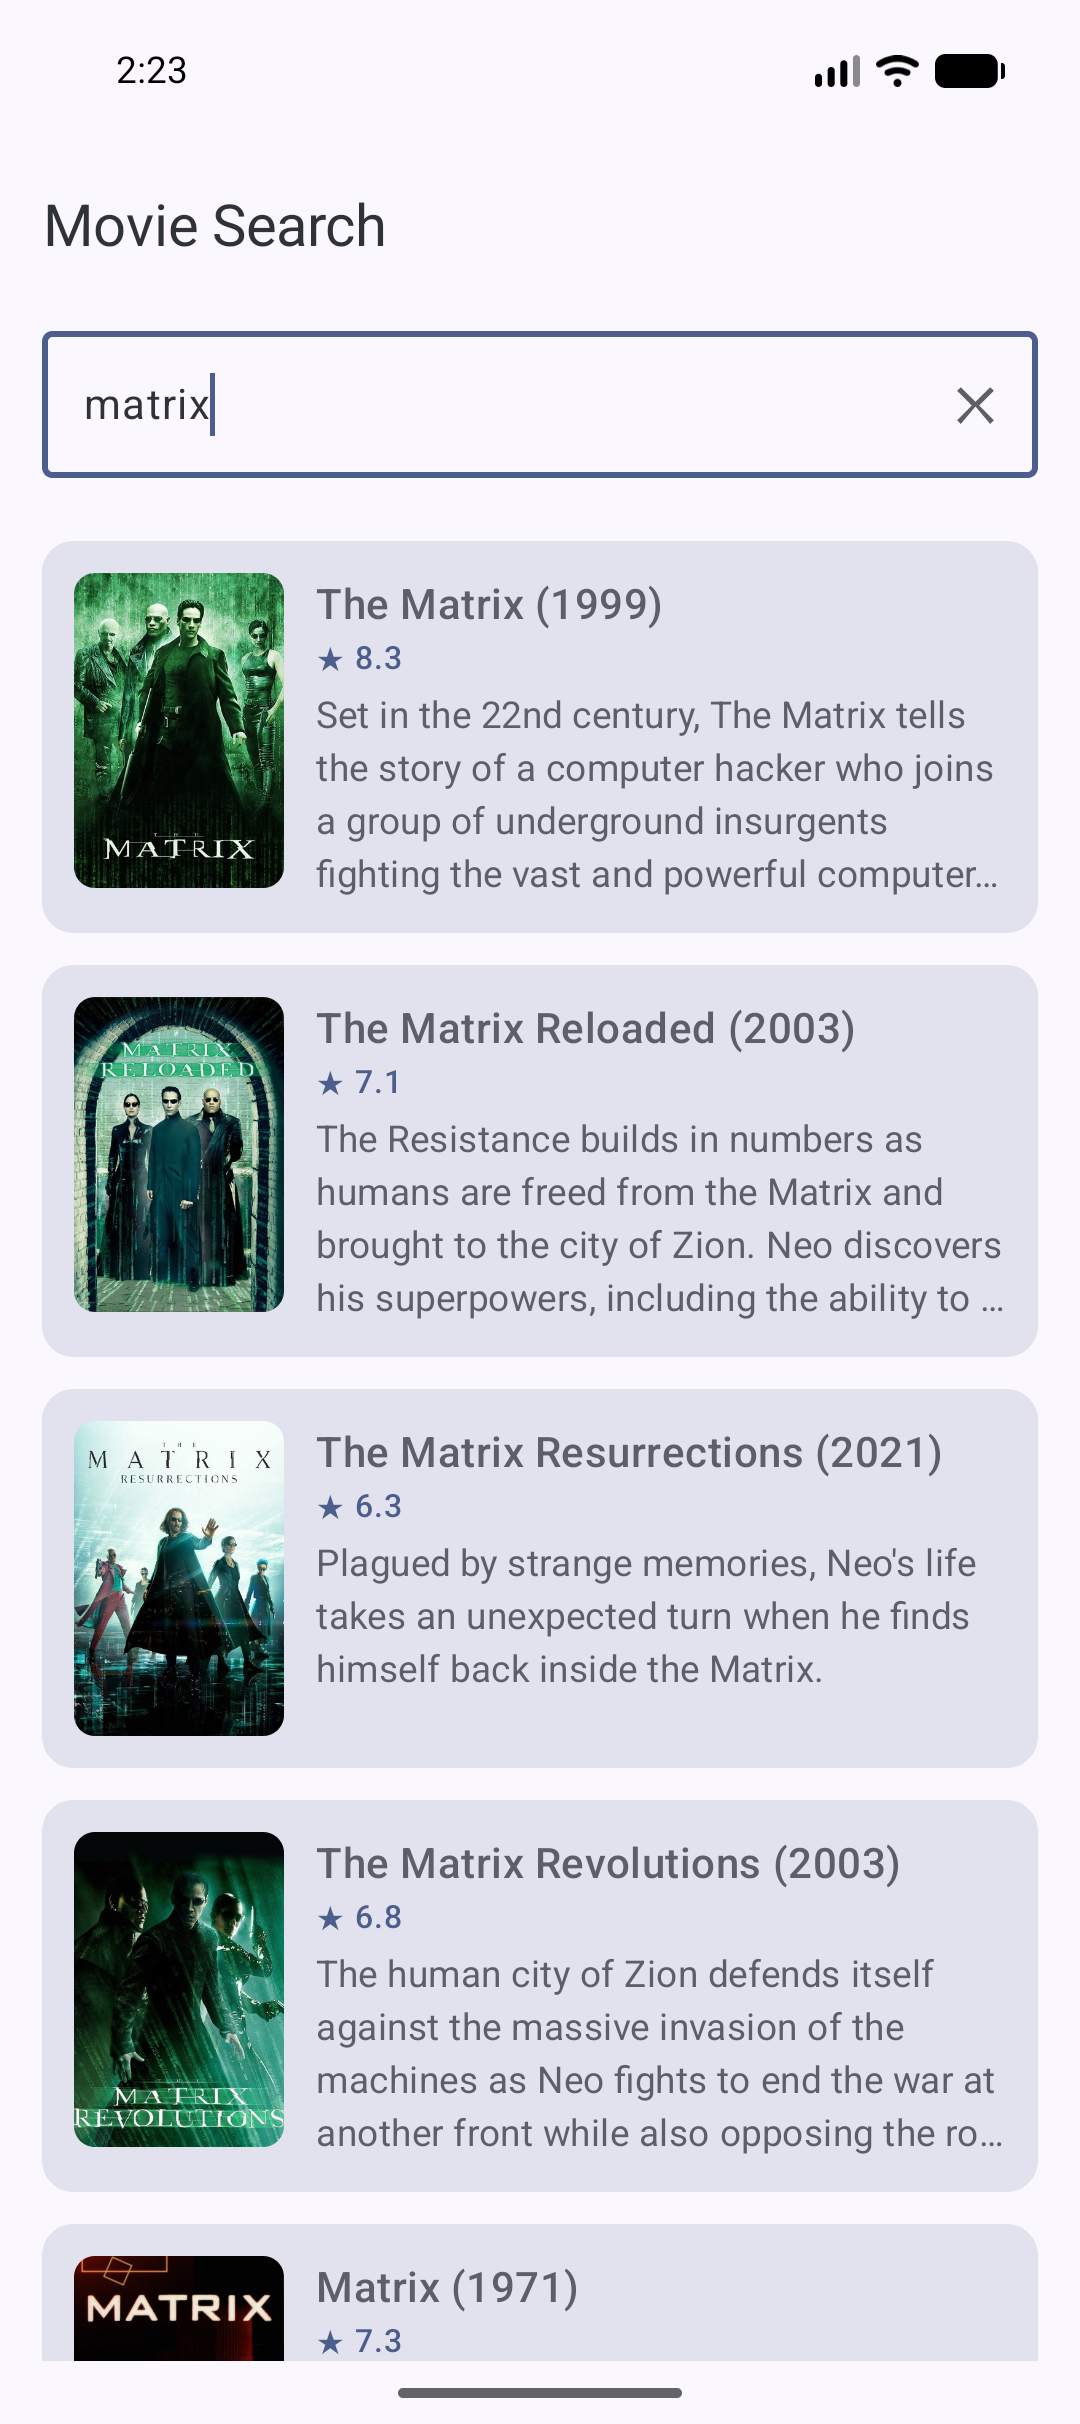 2:23
Movie Search
matrix
The Matrix (1999)
★ 8.3
Set in the 22nd century, The Matrix tells
the story of a computer hacker who joins
a group of underground insurgents
fighting the vast and powerful computer…
THE
MATRIX
The Matrix Reloaded (2003)
★ 7.1
The Resistance builds in numbers as
humans are freed from the Matrix and
brought to the city of Zion. Neo discovers
his superpowers, including the ability to …
MATRIX
RELOADED
The Matrix Resurrections (2021)
★ 6.3
Plagued by strange memories, Neo's life
takes an unexpected turn when he finds
himself back inside the Matrix.
THE
MATRIX
RESURRECTIONS
The Matrix Revolutions (2003)
★ 6.8
The human city of Zion defends itself
against the massive invasion of the
machines as Neo fights to end the war at
another front while also opposing the ro…
MATRIX
REVOLUTIONS
Matrix (1971)
★ 7.3
MATRIX